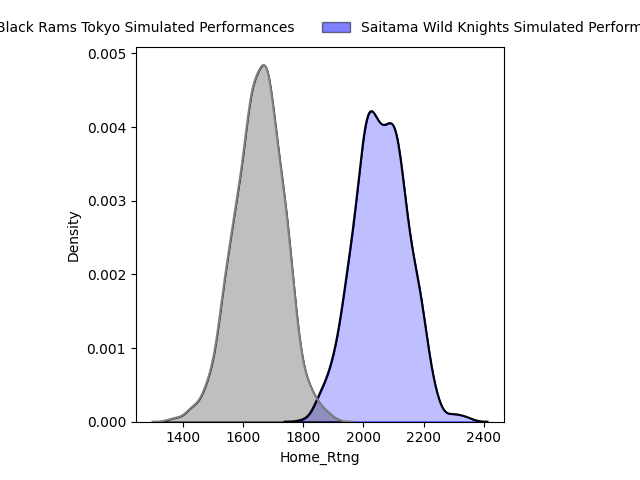 Black Rams Tokyo Simulated Performances
Saitama Wild Knights Simulated Perform
0.005
0.004
0.003
0.002
0.001
0.000
Density
1400 1600 1800 2000 2200 2400
Home_Rtng